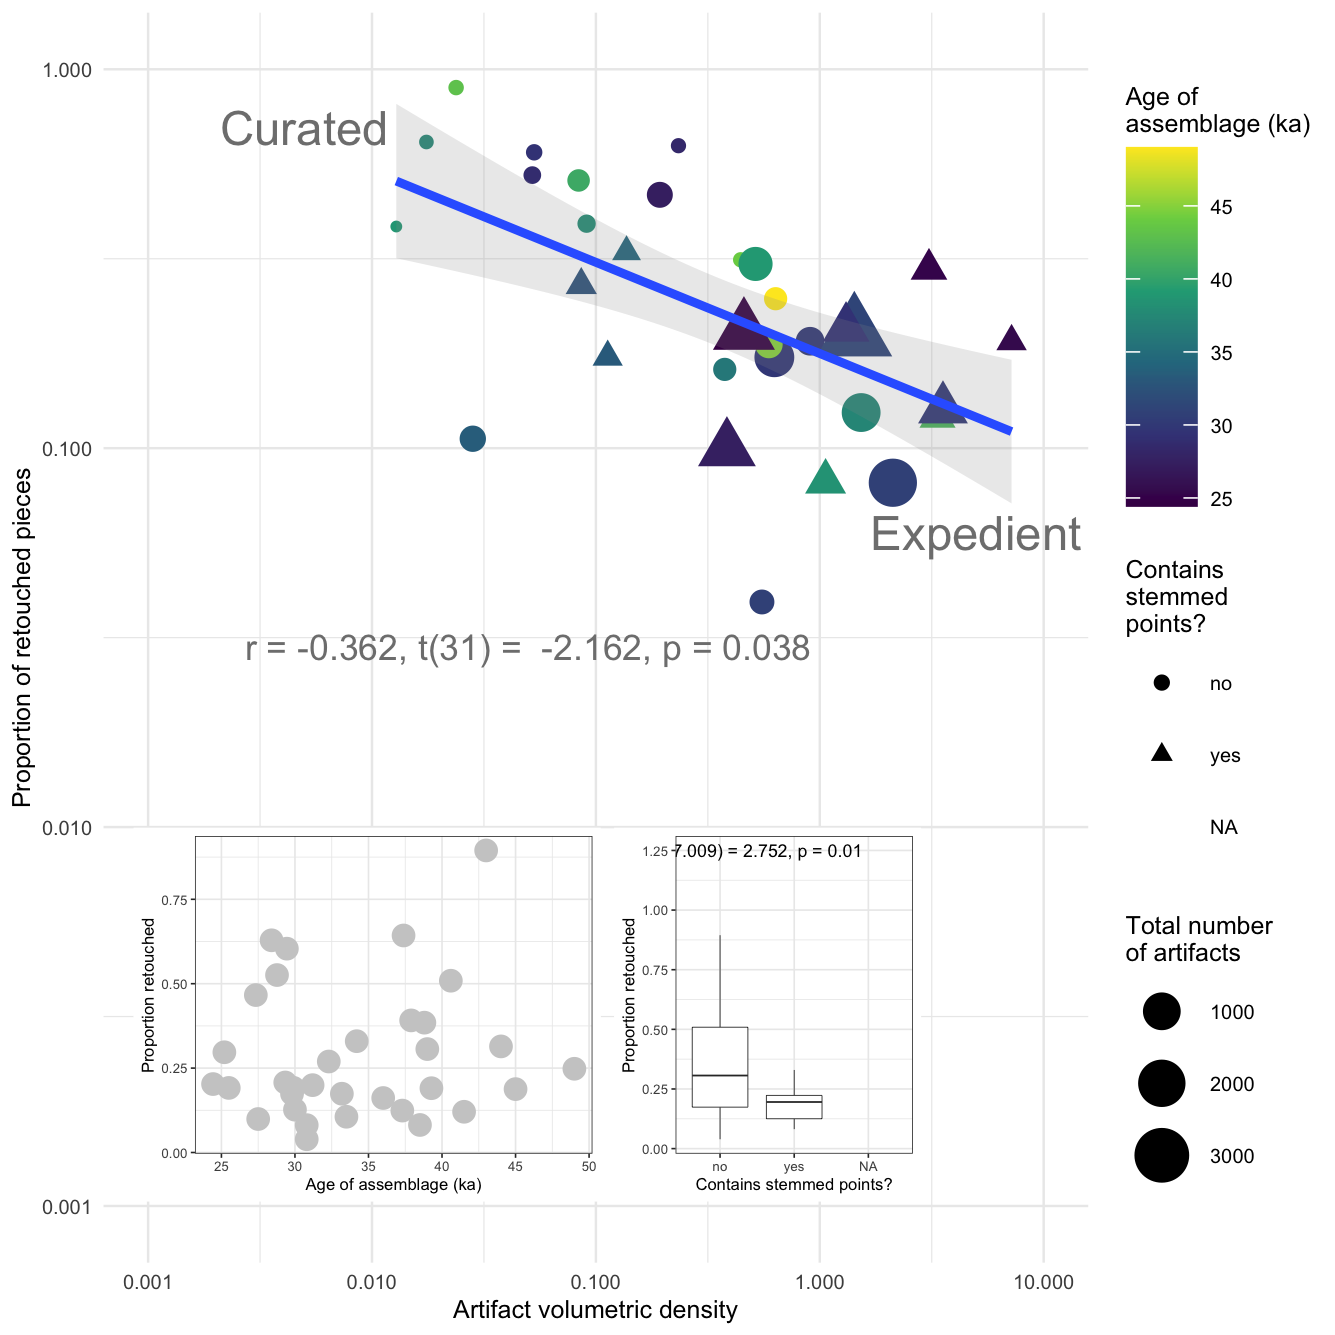 1.000
0.100
0.010
0.001
Proportion of retouched pieces
Curated
Expedient
r = -0.362, t(31) =  -2.162, p = 0.038
0.75
0.50
0.25
0.00
Proportion retouched
25 30 35 40 45 50
Age of assemblage (ka)
7.009) = 2.752, p = 0.01
1.25
1.00
0.75
0.50
0.25
0.00
Proportion retouched
no yes NA
Contains stemmed points?
0.001 0.010 0.100 1.000 10.000
Artifact volumetric density
Age of
assemblage (ka)
45
40
35
30
25
Contains
stemmed
points?
no
yes
NA
Total number
of artifacts
1000
2000
3000